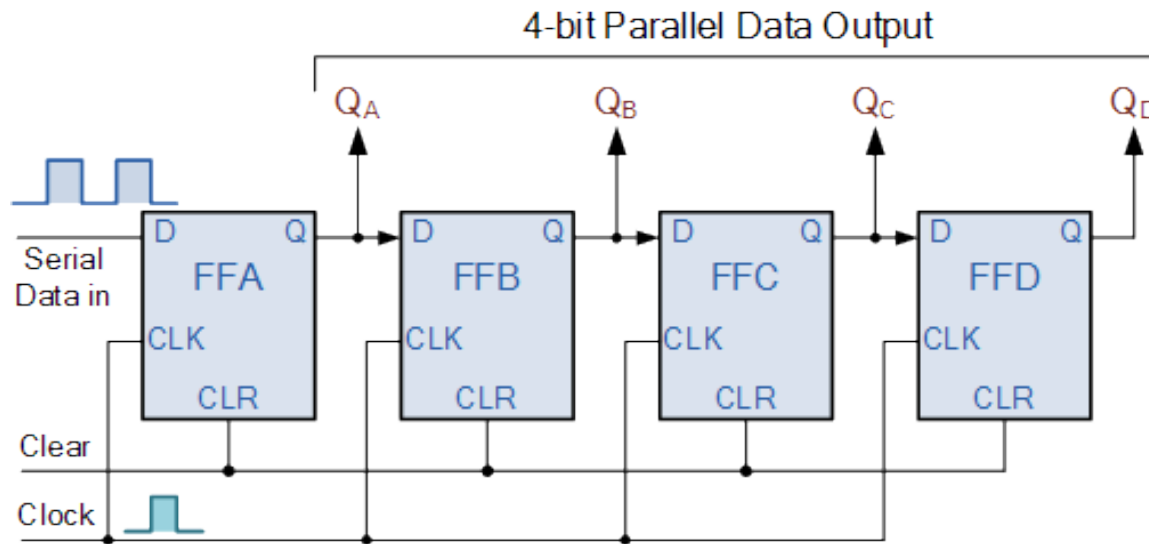 4-bit Parallel Data Output
QA QB QC QD
D Q D Q D Q D Q
Serial
Data in
FFA FFB FFC FFD
CLK CLK CLK CLK
CLR CLR CLR CLR
Clear
Clock